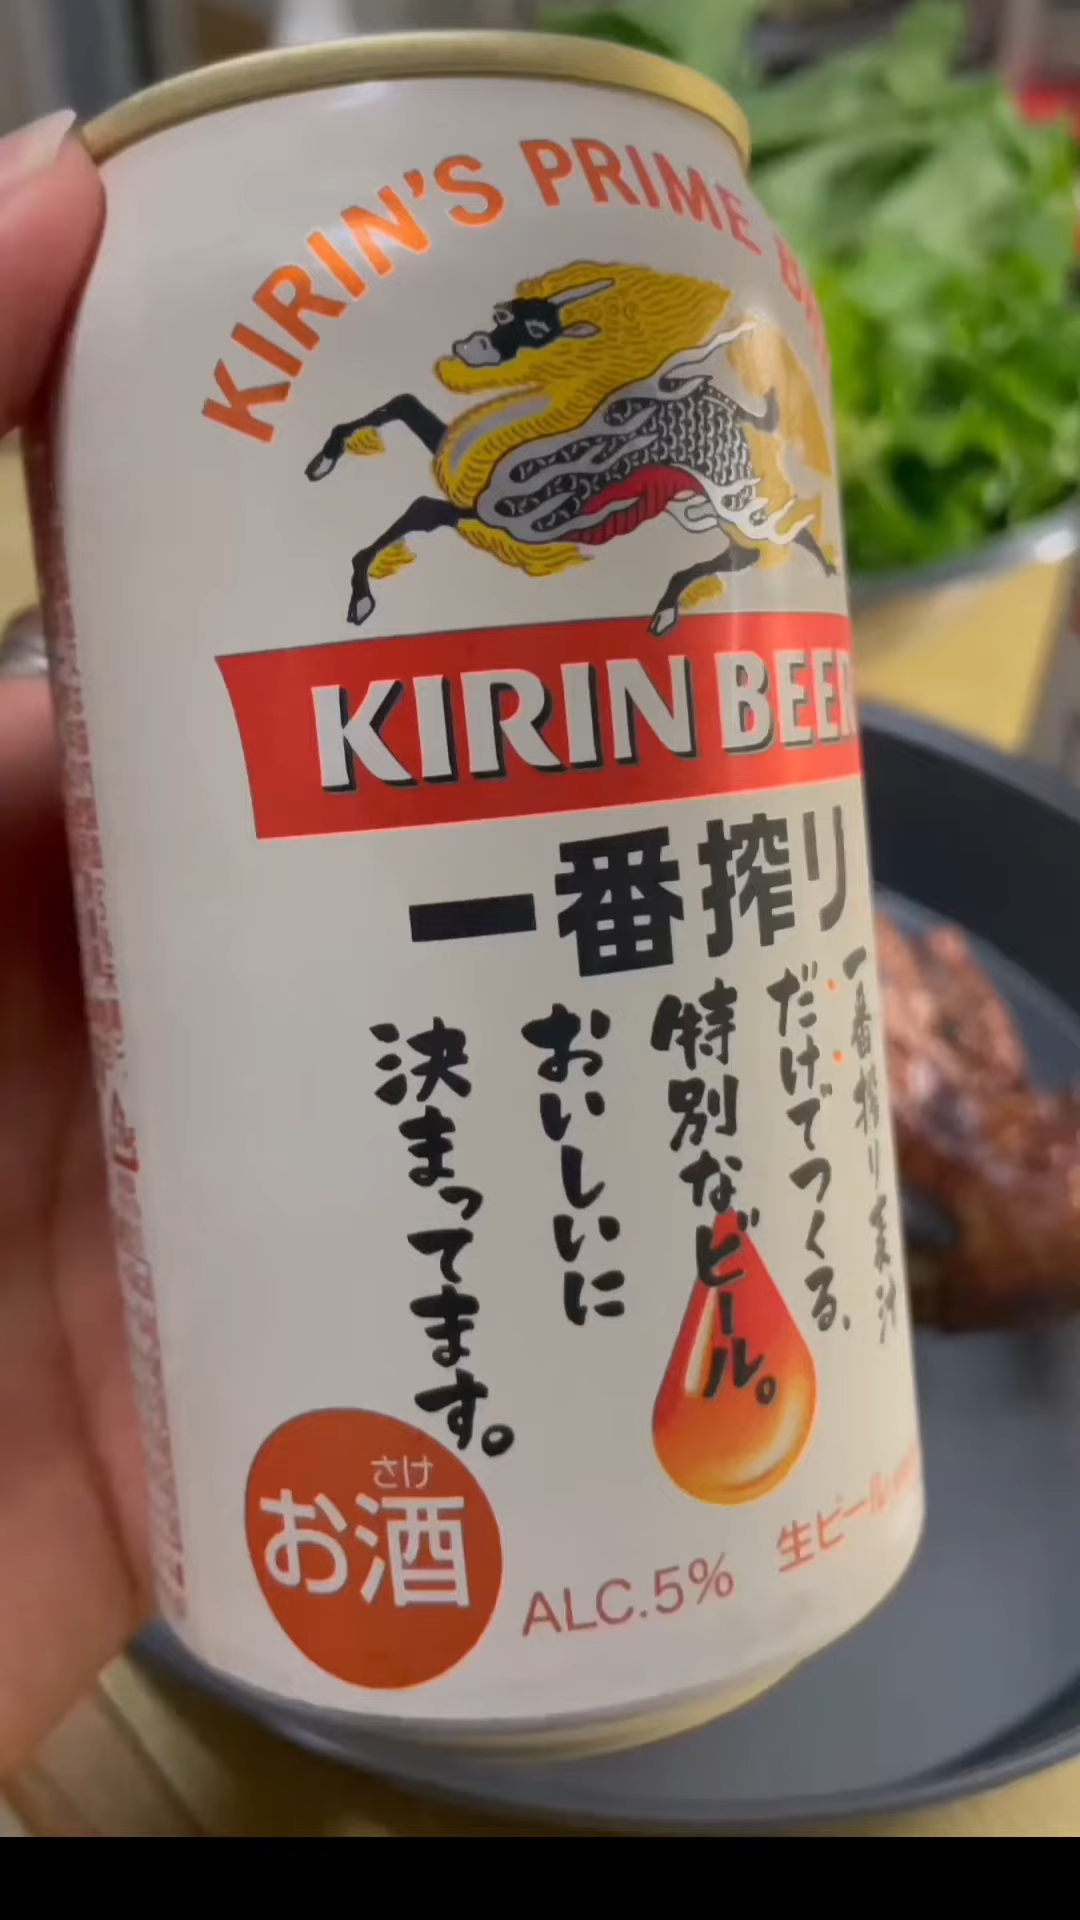 KIRIN'S PRIME
KIRIN BEER
一番搾り
一番搾り麦汁
だけでつくる、
特別なビール。
おいしいに
決まってます。
さけ
お酒
ALC.5%
生ビール